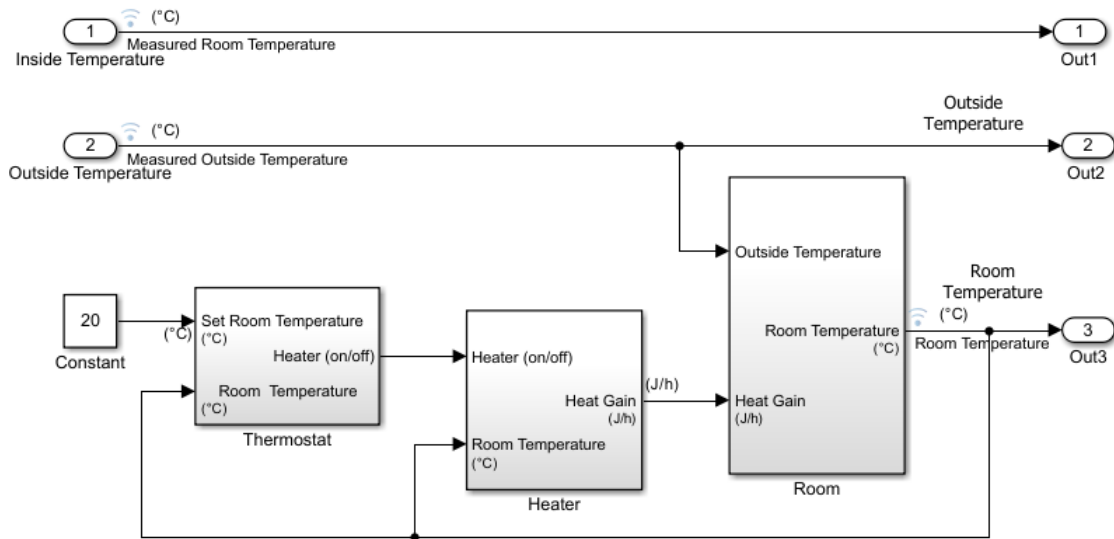 (°C)
1
Measured Room Temperature
Inside Temperature
1
Out1
(°C)
2
Measured Outside Temperature
Outside Temperature
Outside
Temperature
2
Out2
20
Constant
(°C)
Set Room Temperature
(°C)
Heater (on/off)
Room  Temperature
(°C)
Thermostat
Heater (on/off)
Heat Gain
(J/h)
Room Temperature
(°C)
Heater
(J/h)
Outside Temperature
Room Temperature
(°C)
Heat Gain
(J/h)
Room
Room
Temperature
(°C)
Room Temperature
3
Out3